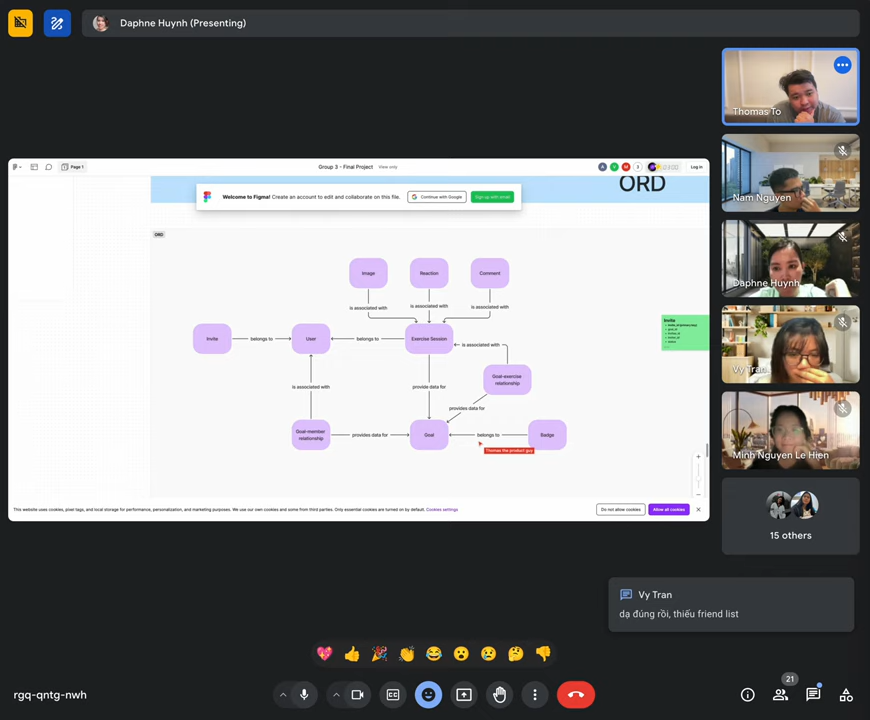 Daphne Huynh (Presenting)
Page 1
Group 3 - Final Project
View only
A
V
M
3
Log in
Welcome to Figma! Create an account to edit and collaborate on this file.
Continue with Google
Sign up with email
ORD
ORD
Image
Reaction
Comment
is associated with
is associated with
is associated with
Invite
belongs to
User
belongs to
Exercise Session
is associated with
Invite
Goal-exercise
relationship
is associated with
provide data for
provides data for
Goal-member
relationship
provides data for
Goal
belongs to
Badge
Thomas the product guy
This website uses cookies, pixel tags, and local storage for performance, personalization, and marketing purposes. We use our own cookies and some from third parties. Only essential cookies are turned on by default. Cookies settings
Do not allow cookies
Allow all cookies
Thomas To
Nam Nguyen
Daphne Huynh
Vy Tran
Minh Nguyen Le Hien
15 others
Vy Tran
dạ đúng rồi, thiếu friend list
rgq-qntg-nwh
CC
21